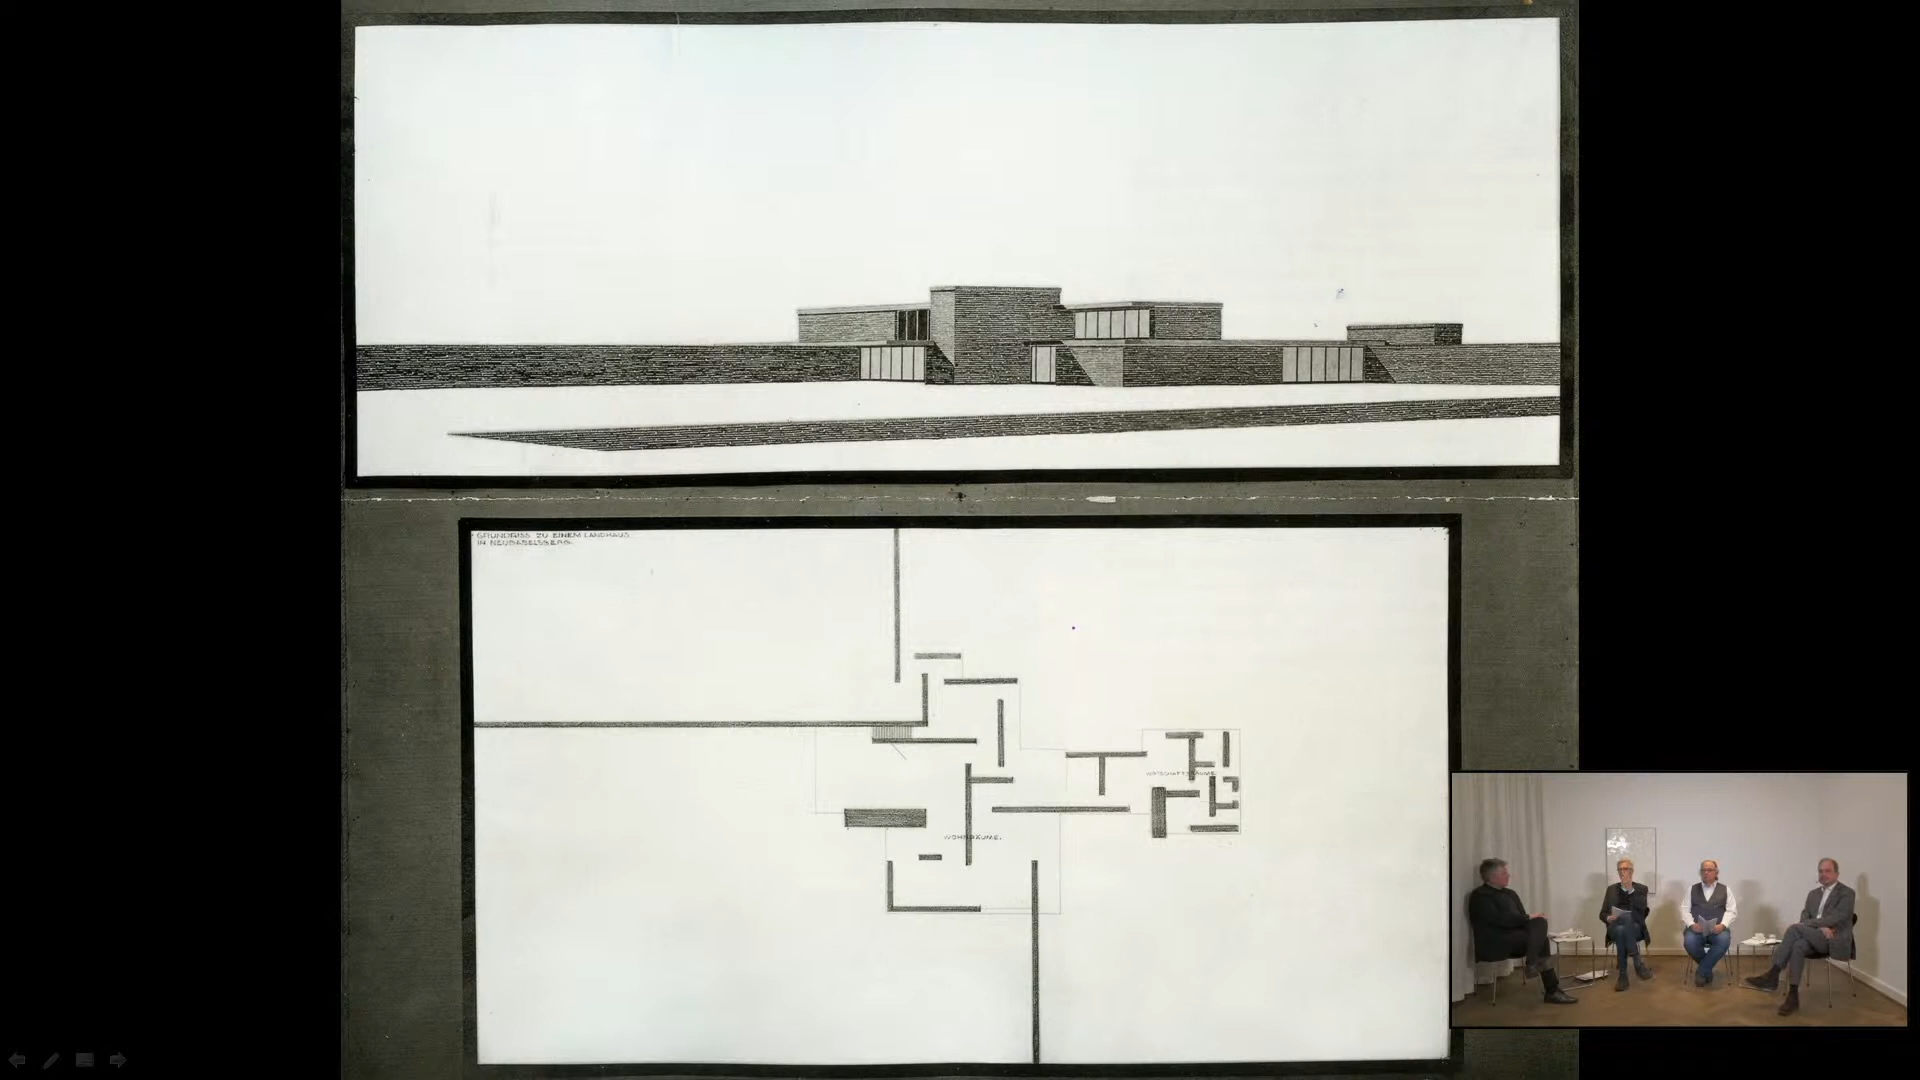 GRUNDRISS ZU EINEM LANDHAUS
IN NEUBABELSBERG.
WIRTSCHAFTSRÄUME.
WOHNRÄUME.